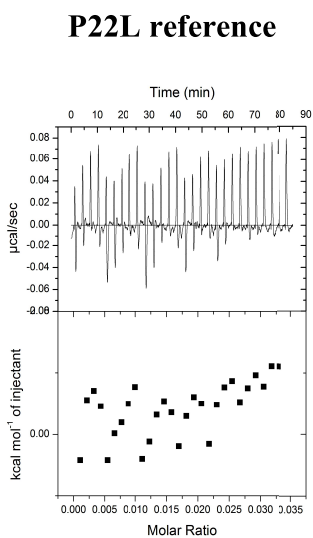 P22L reference
Time (min)
0 10 20 30 40 50 60 70 80 90
0.08
0.06
0.04
0.02
0.00
-0.02
-0.04
-0.06
µcal/sec
0.00
kcal mol-1 of injectant
0.000 0.005 0.010 0.015 0.020 0.025 0.030 0.035
Molar Ratio